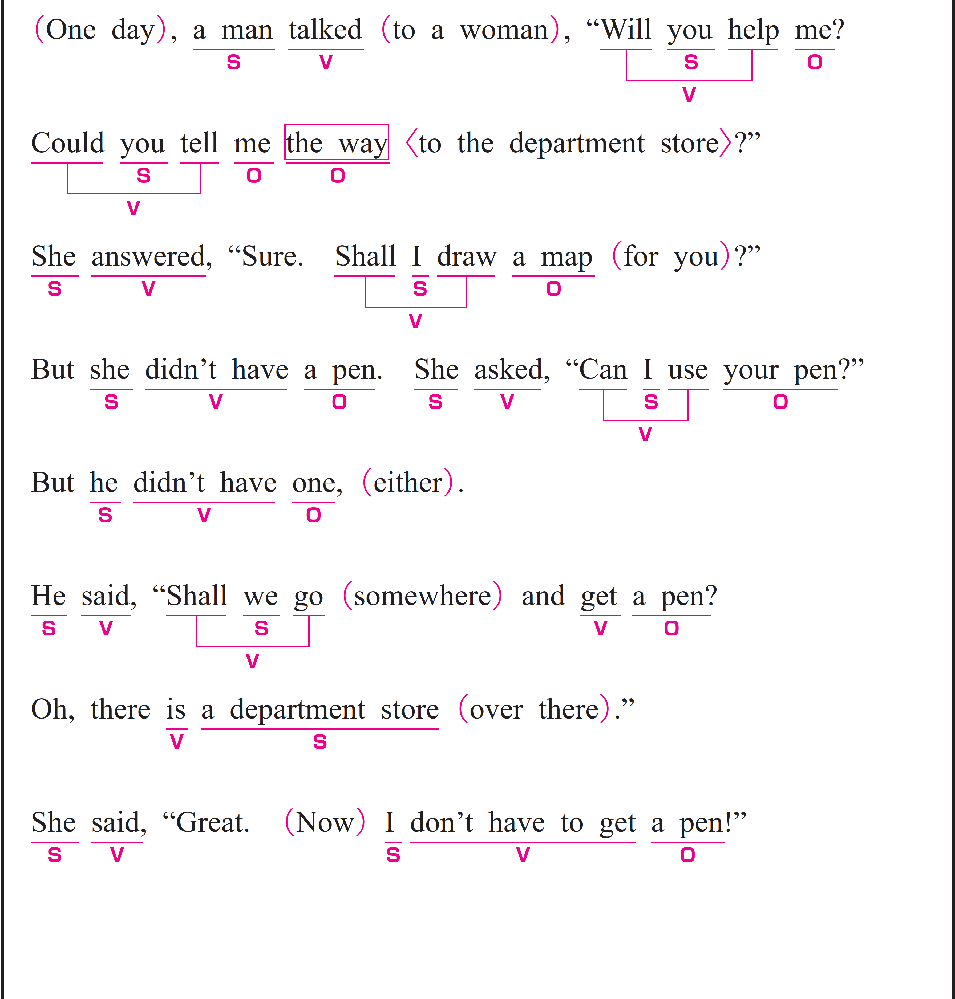 (One day), a man talked (to a woman), “Will you help me?
S V S O
V
Could you tell me the way 〈to the department store〉?”
S O O
V
She answered, “Sure. Shall I draw a map (for you)?”
S V S O
V
But she didn’t have a pen. She asked, “Can I use your pen?”
S V O S V S O
V
But he didn’t have one, (either).
S V O
He said, “Shall we go (somewhere) and get a pen?
S V S V O
V
Oh, there is a department store (over there).”
V S
She said, “Great. (Now) I don’t have to get a pen!”
S V S V O